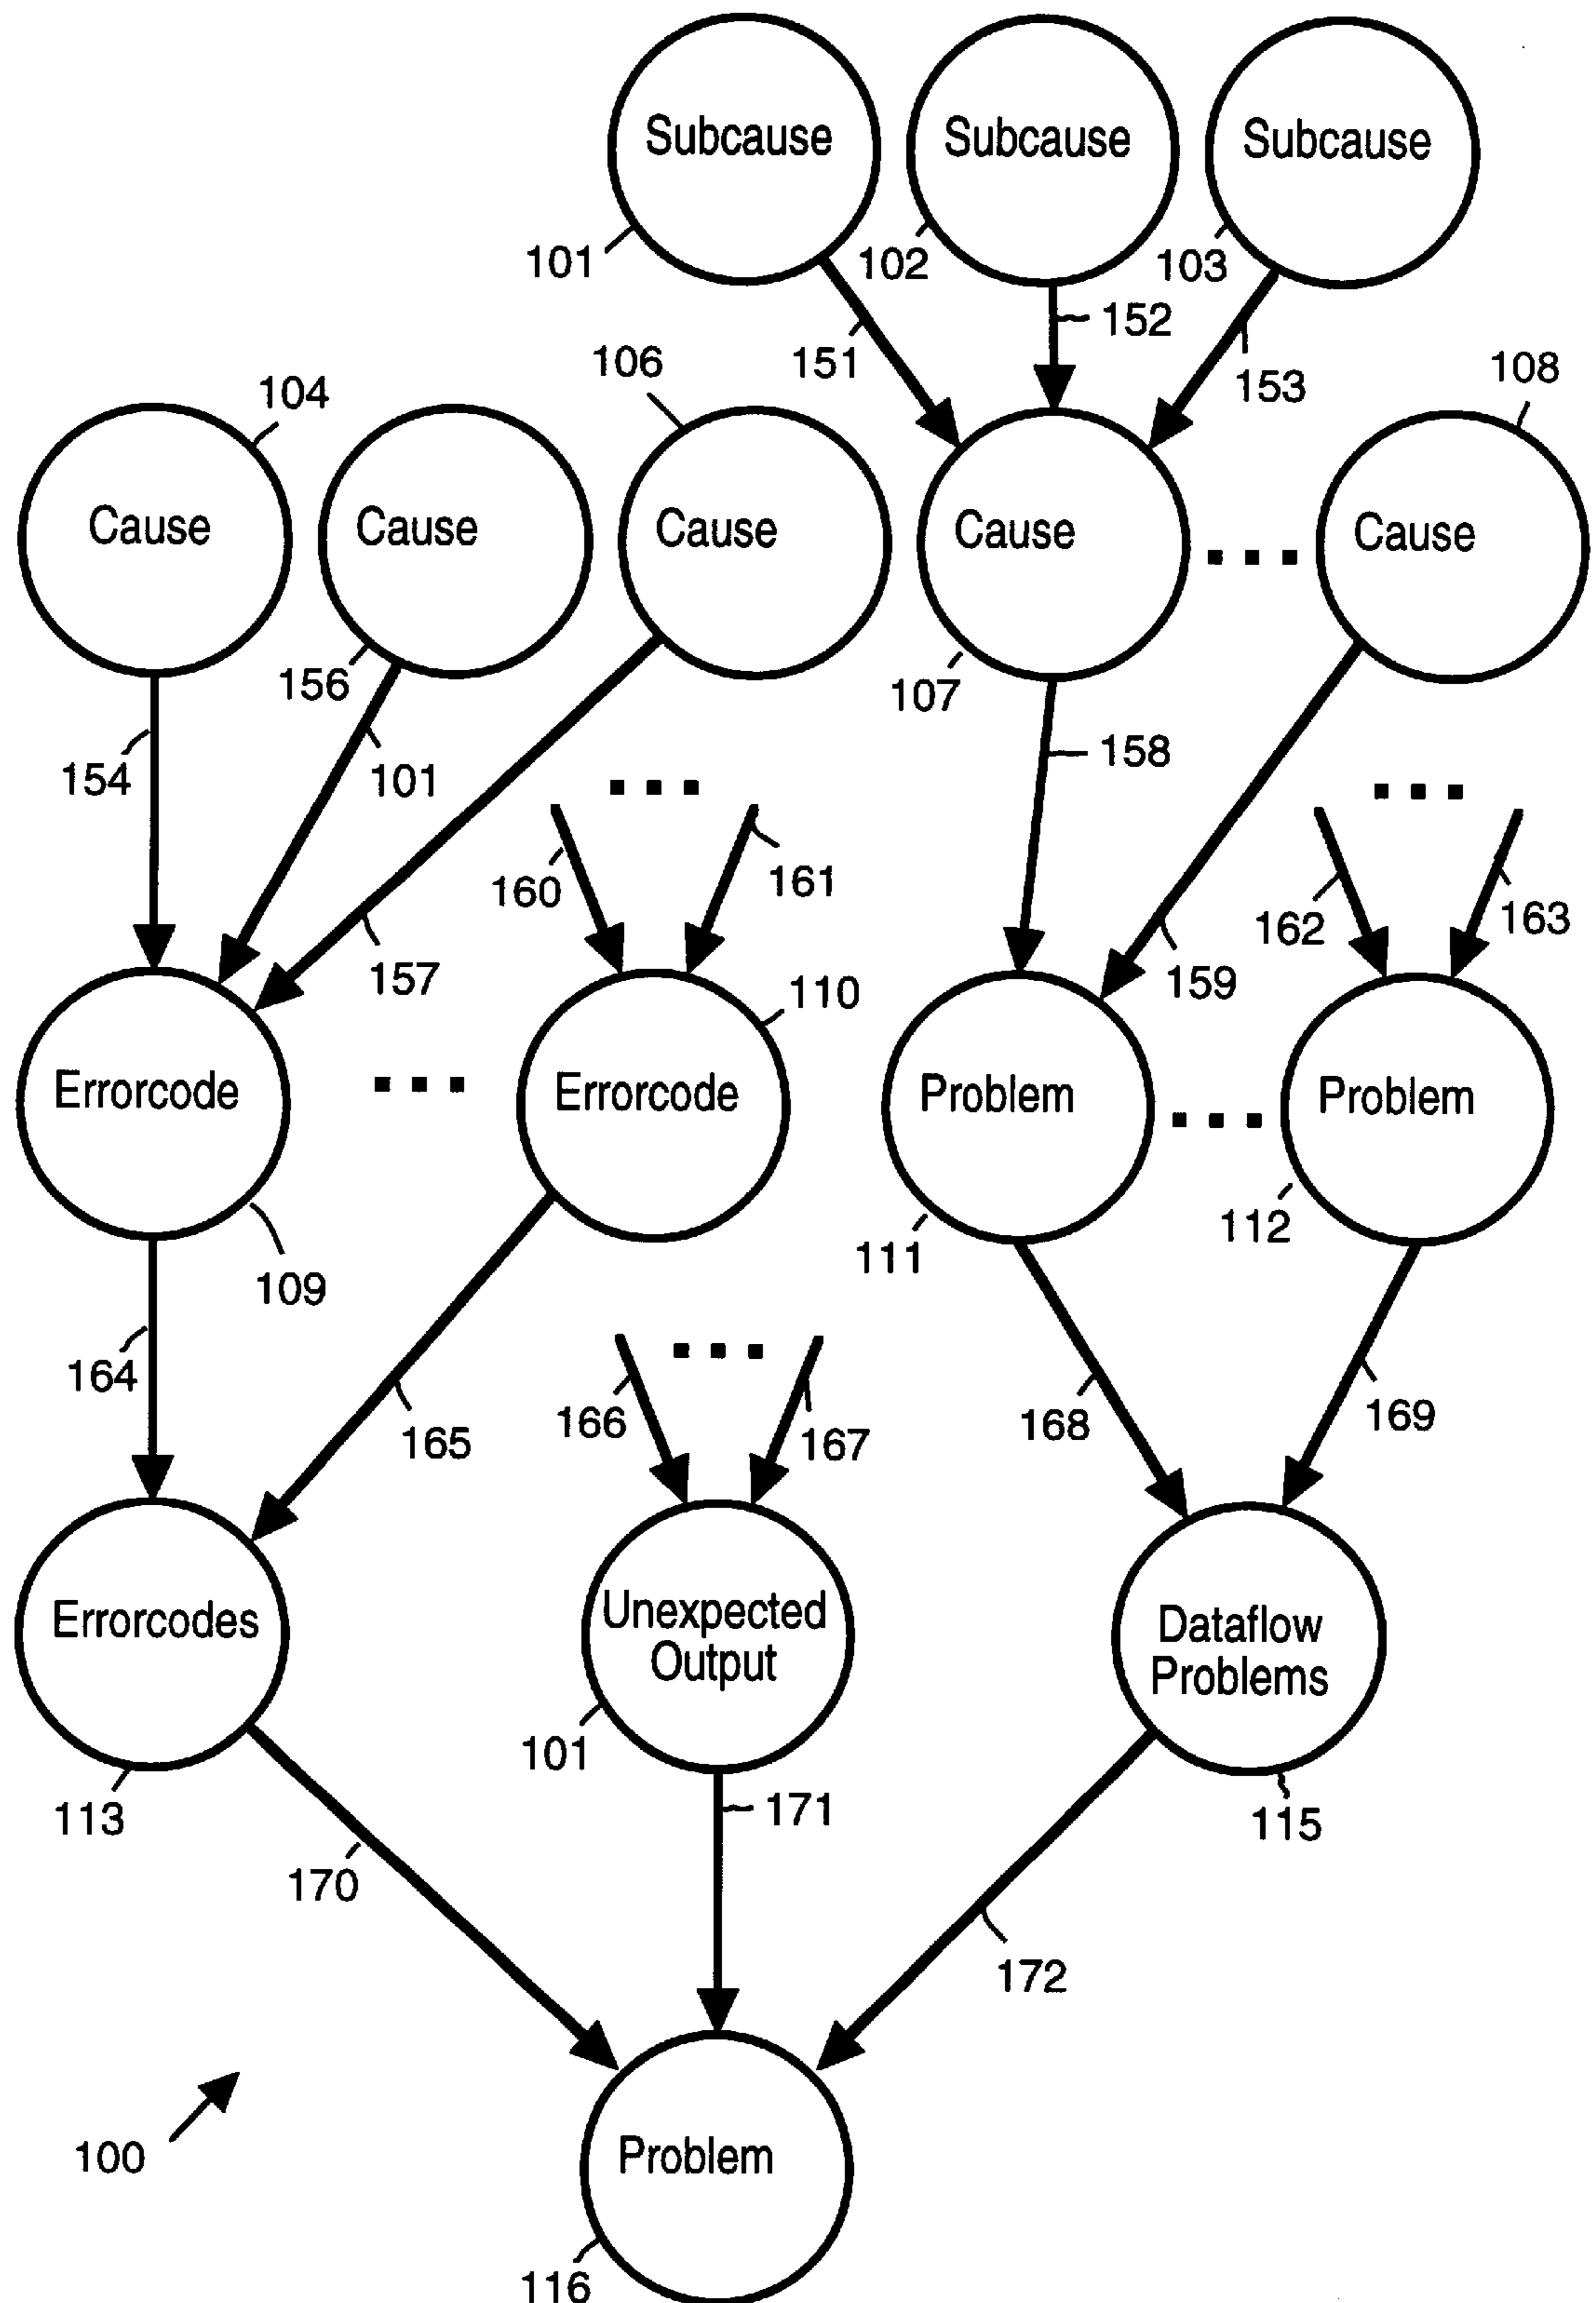 Subcause
Subcause
Subcause
101
102
103
151
152
153
104
106
108
Cause
Cause
Cause
Cause
Cause
156
107
154
101
158
160
161
162
163
157
159
110
Errorcode
Errorcode
Problem
Problem
109
111
112
164
165
166
167
168
169
Errorcodes
Unexpected
Output
Dataflow
Problems
101
113
115
170
171
172
100
Problem
116